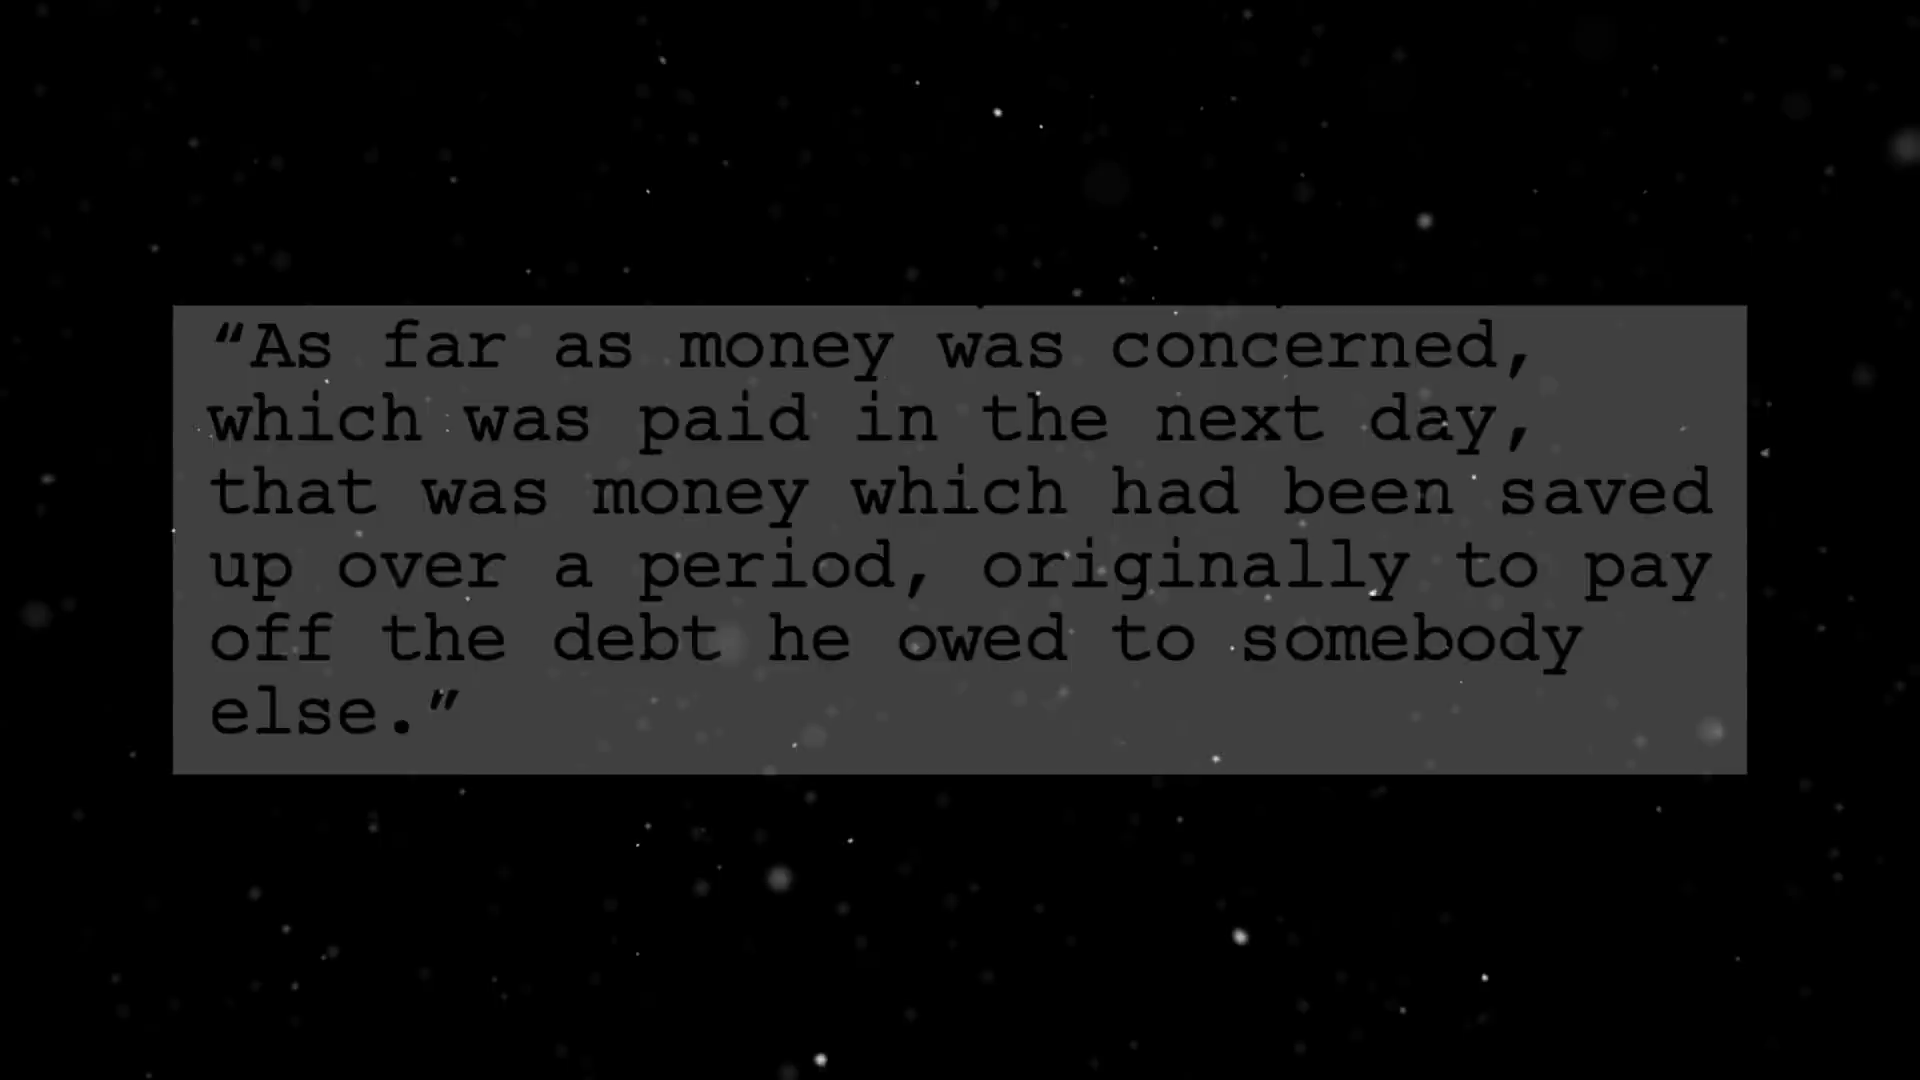 “As far as money was concerned,
which was paid in the next day,
that was money which had been saved
up over a period, originally to pay
off the debt he owed to somebody
else.”